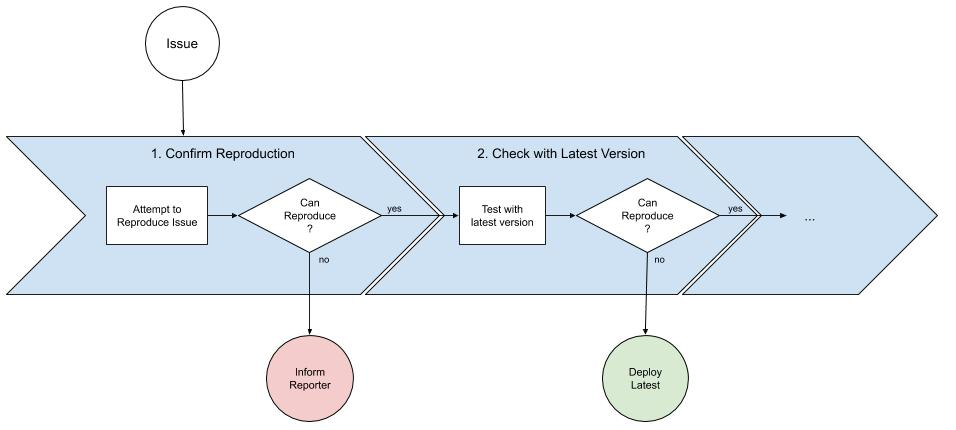 Issue
1. Confirm Reproduction
Attempt to
Reproduce Issue
Can
Reproduce
?
yes
no
Inform
Reporter
2. Check with Latest Version
Test with
latest version
Can
Reproduce
?
yes
no
Deploy
Latest
...